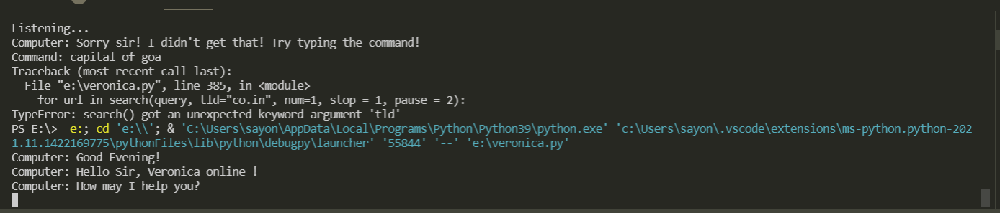 Listening...
Computer: Sorry sir! I didn't get that! Try typing the command!
Command: capital of goa
Traceback (most recent call last):
  File "e:\veronica.py", line 385, in <module>
    for url in search(query, tld="co.in", num=1, stop = 1, pause = 2):
TypeError: search() got an unexpected keyword argument 'tld'
PS E:\>  e:; cd 'e:\\'; & 'C:\Users\sayon\AppData\Local\Programs\Python\Python39\python.exe' 'c:\Users\sayon\.vscode\extensions\ms-python.python-202
1.11.1422169775\pythonFiles\lib\python\debugpy\launcher' '55844' '--' 'e:\veronica.py'
Computer: Good Evening!
Computer: Hello Sir, Veronica online !
Computer: How may I help you?